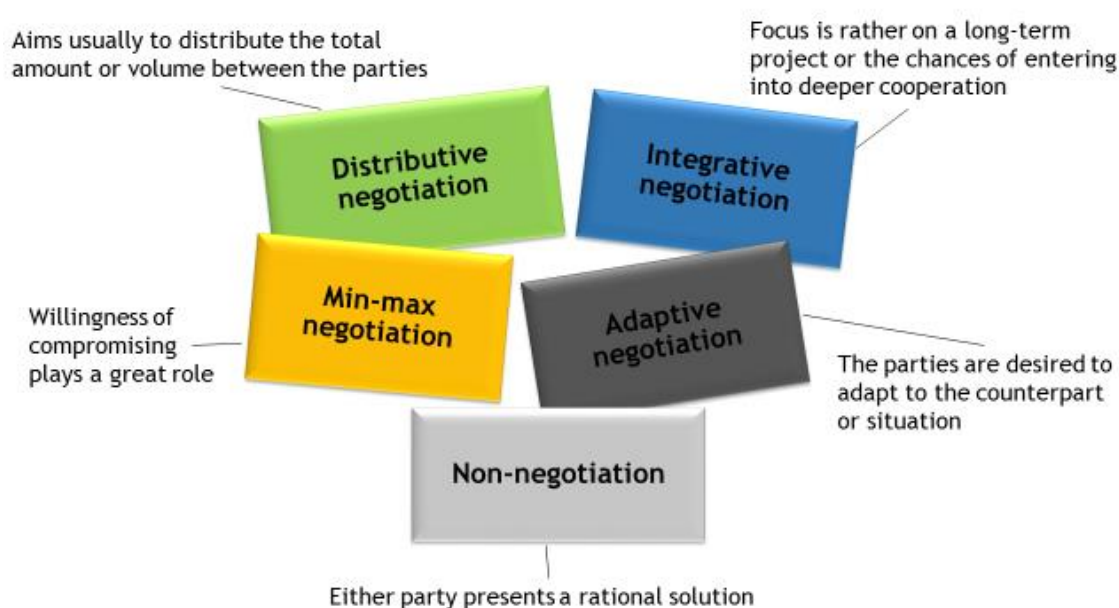 Aims usually to distribute the total
amount or volume between the parties
Focus is rather on a long-term
project or the chances of entering
into deeper cooperation
Distributive
negotiation
Integrative
negotiation
Min-max
negotiation
Adaptive
negotiation
Willingness of
compromising
plays a great role
The parties are desired to
adapt to the counterpart
or situation
Non-negotiation
Either party presents a rational solution